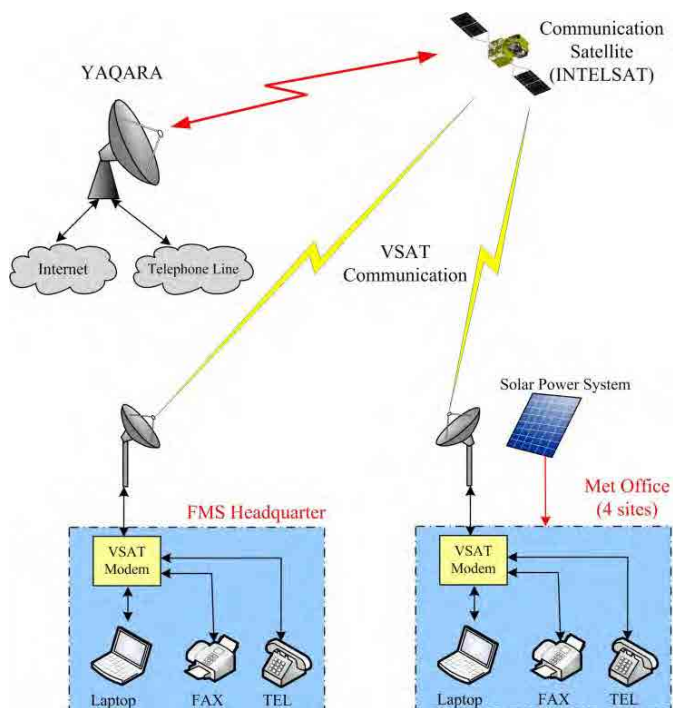 Communication
Satellite
(INTELSAT)
YAQARA
Internet
Telephone Line
VSAT
Communication
Solar Power System
FMS Headquarter
Met Office
(4 sites)
VSAT
Modem
Laptop
FAX
TEL
VSAT
Modem
Laptop
FAX
TEL